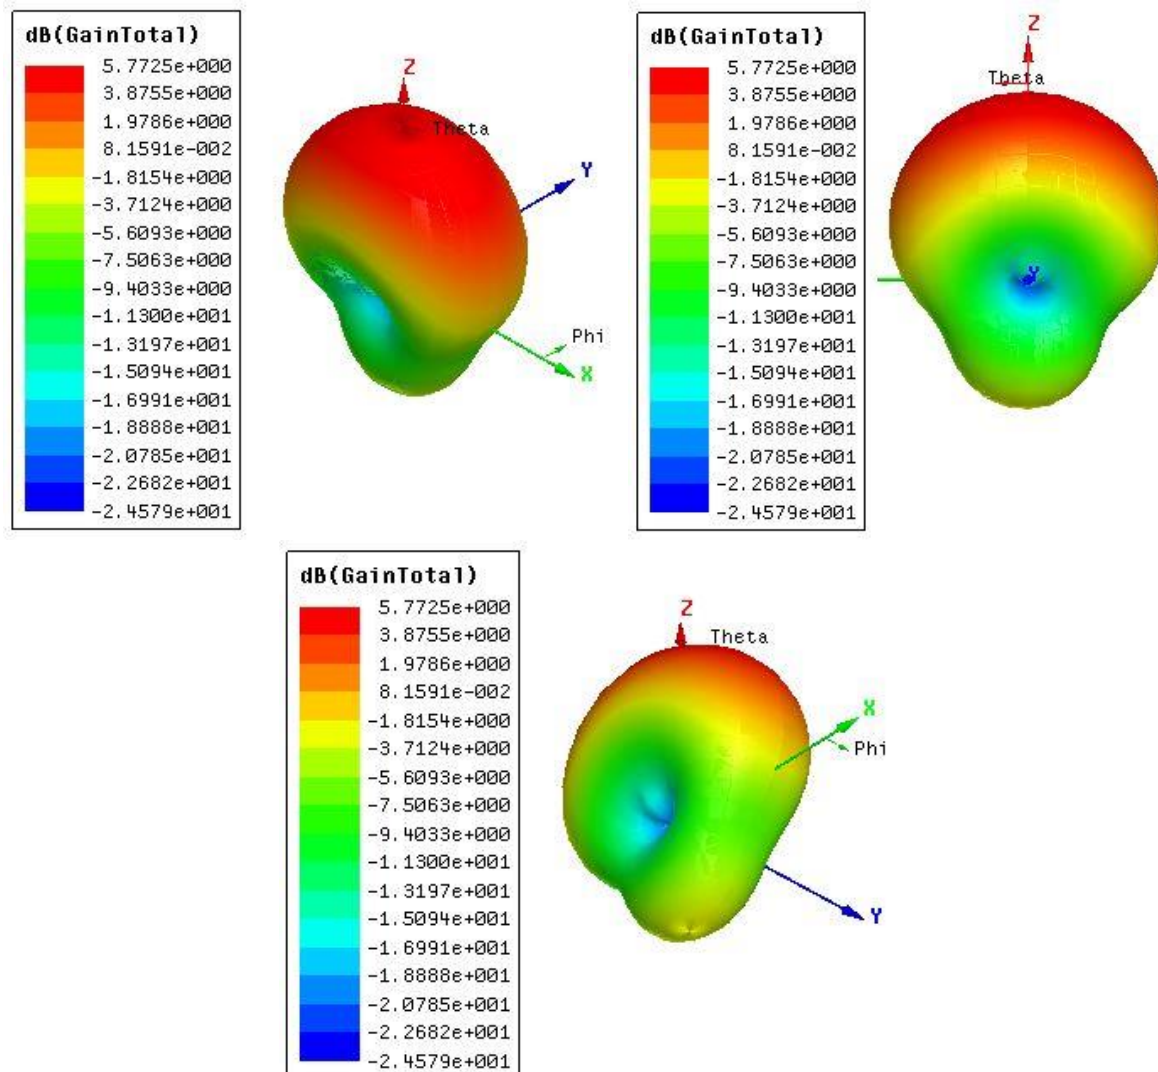 dB(GainTotal)
5.7725e+000
3.8755e+000
1.9786e+000
8.1591e-002
-1.8154e+000
-3.7124e+000
-5.6093e+000
-7.5063e+000
-9.4033e+000
-1.1300e+001
-1.3197e+001
-1.5094e+001
-1.6991e+001
-1.8888e+001
-2.0785e+001
-2.2682e+001
-2.4579e+001
Z
Theta
Y
Phi
X
dB(GainTotal)
5.7725e+000
3.8755e+000
1.9786e+000
8.1591e-002
-1.8154e+000
-3.7124e+000
-5.6093e+000
-7.5063e+000
-9.4033e+000
-1.1300e+001
-1.3197e+001
-1.5094e+001
-1.6991e+001
-1.8888e+001
-2.0785e+001
-2.2682e+001
-2.4579e+001
Z
Theta
Y
dB(GainTotal)
5.7725e+000
3.8755e+000
1.9786e+000
8.1591e-002
-1.8154e+000
-3.7124e+000
-5.6093e+000
-7.5063e+000
-9.4033e+000
-1.1300e+001
-1.3197e+001
-1.5094e+001
-1.6991e+001
-1.8888e+001
-2.0785e+001
-2.2682e+001
-2.4579e+001
Z
Theta
X
Phi
Y